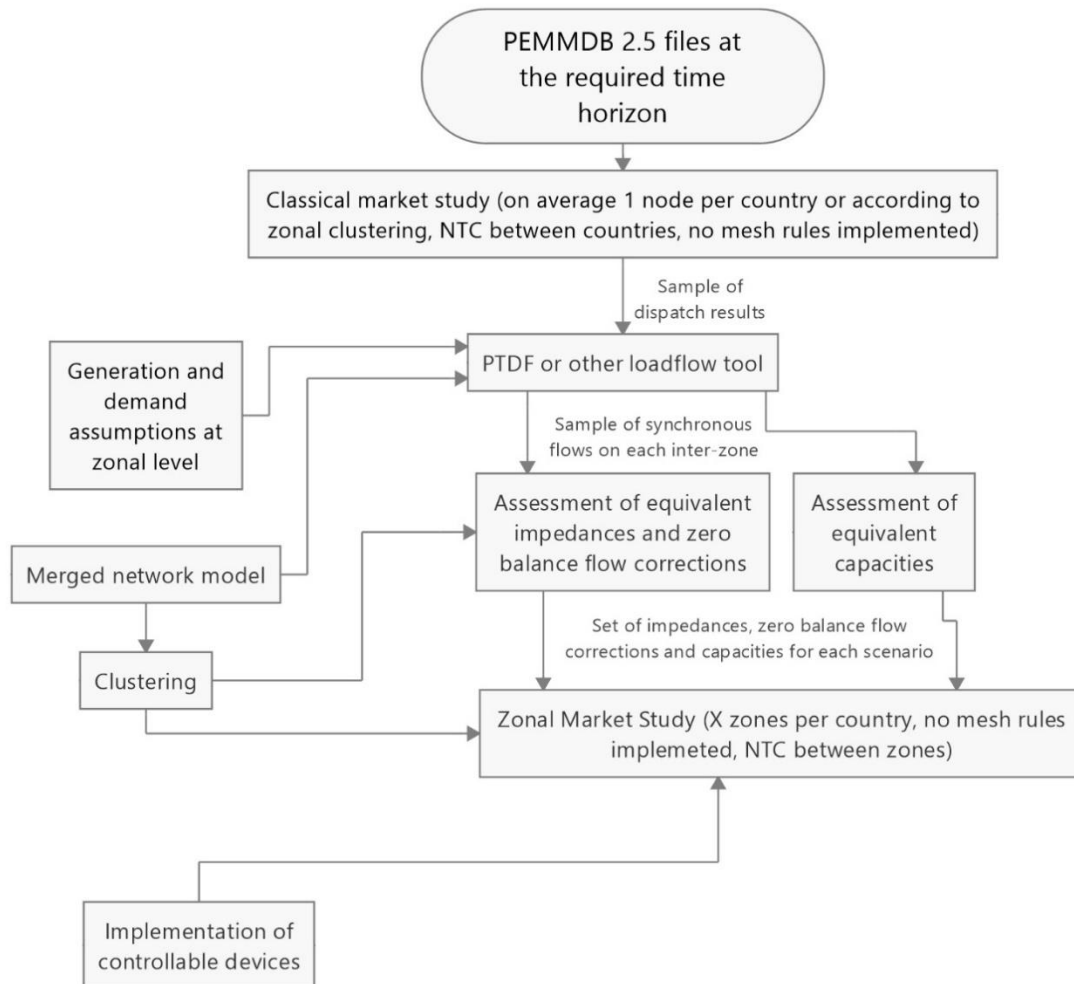 PEMMDB 2.5 files at
the required time
horizon
Classical market study (on average 1 node per country or according to
zonal clustering, NTC between countries, no mesh rules implemented)
Sample of
dispatch results
Generation and
demand
assumptions at
zonal level
PTDF or other loadflow tool
Sample of synchronous
flows on each inter-zone
Assessment of equivalent
impedances and zero
balance flow corrections
Assessment of
equivalent
capacities
Merged network model
Set of impedances, zero balance flow
corrections and capacities for each scenario
Clustering
Zonal Market Study (X zones per country, no mesh rules
implemeted, NTC between zones)
Implementation of
controllable devices